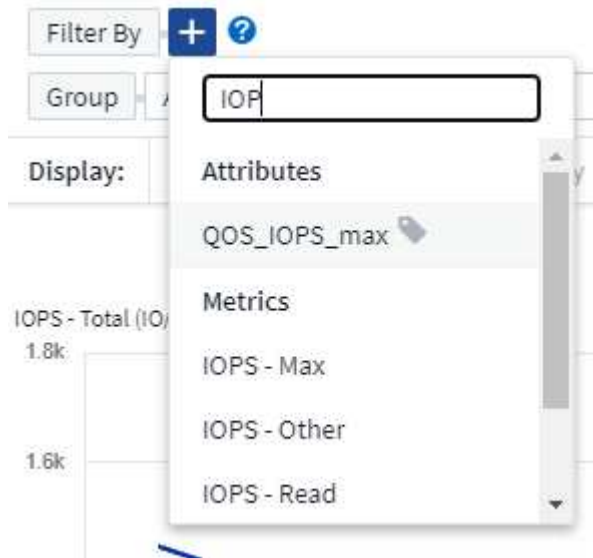 Filter By + ?
Group
IOP
Display:
Attributes
QOS_IOPS_max
Metrics
IOPS - Total (IO/
IOPS - Max
1.8k
IOPS - Other
1.6k
IOPS - Read